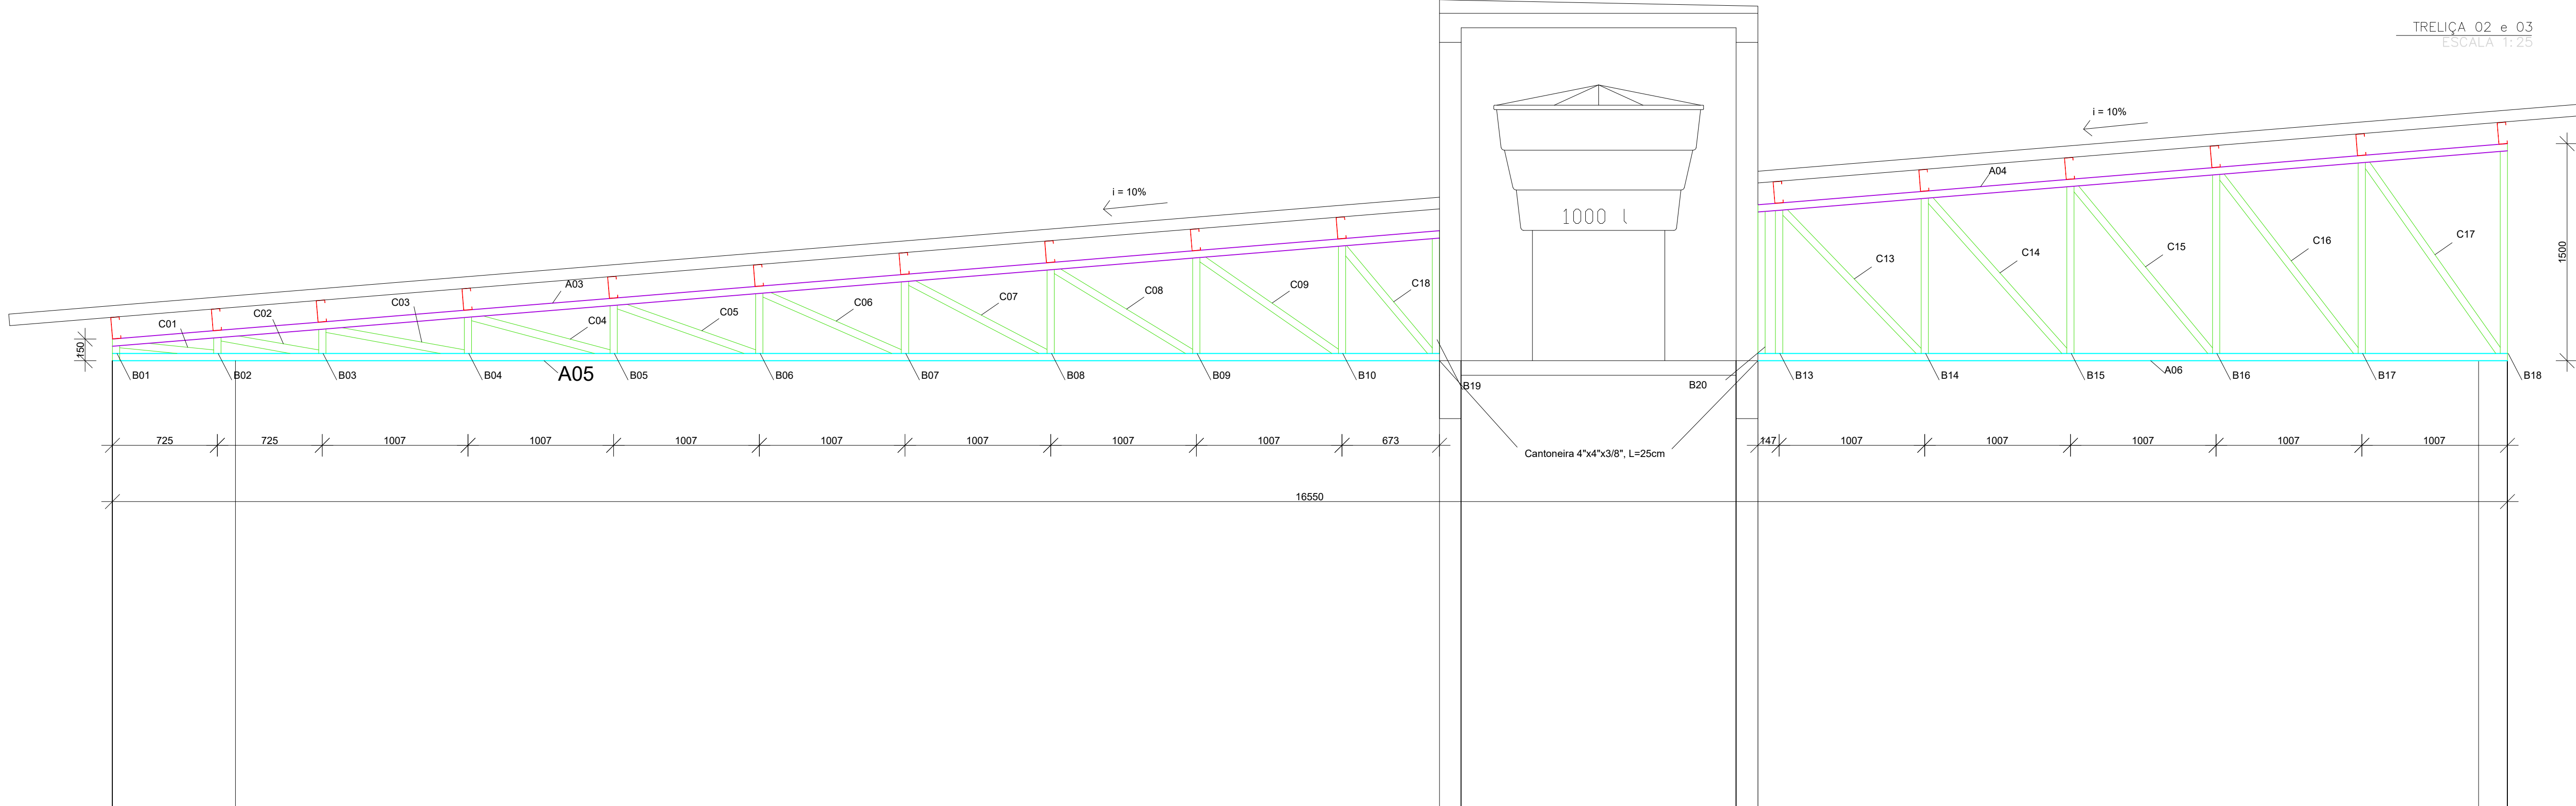 TRELIÇA 02 e 03
ESCALA 1:25
i = 10%
i = 10%
A04
1000 l
C13
C14
C15
C16
C17
1500
A03
C01
C02
C03
C04
C05
C06
C07
C08
C09
C18
150
B01
B02
B03
B04
A05
B05
B06
B07
B08
B09
B10
B19
B20
B13
B14
B15
A06
B16
B17
B18
725
725
1007
1007
1007
1007
1007
1007
1007
673
147
1007
1007
1007
1007
1007
Cantoneira 4"x4"x3/8", L=25cm
16550